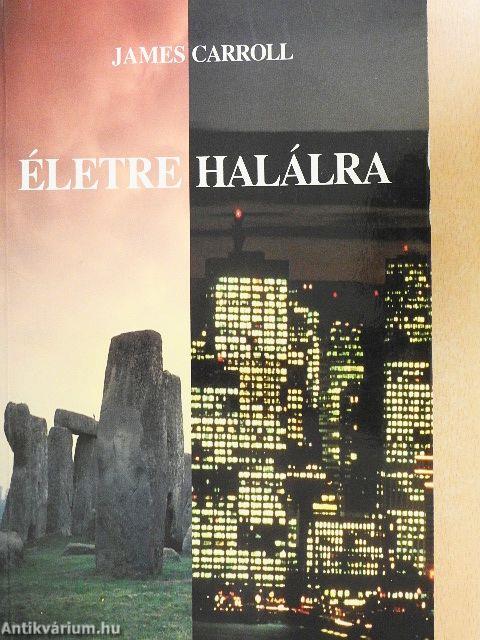 JAMES CARROLL
ÉLETRE HALÁLRA
Antikvárium.hu